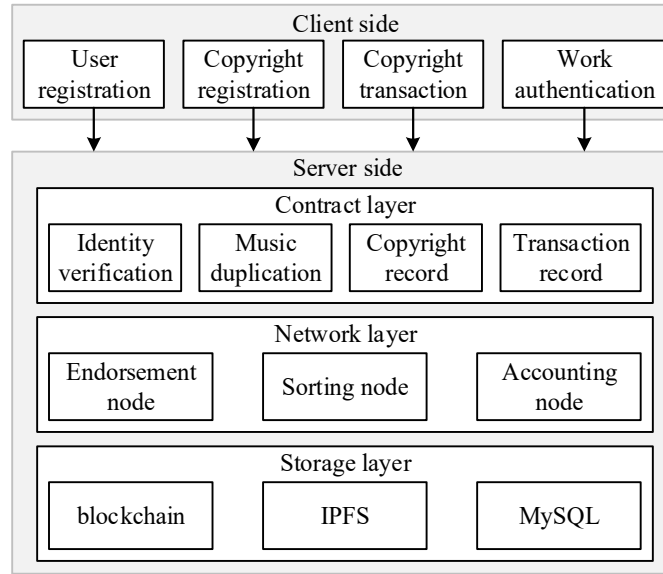 Client side
User
registration
Copyright
registration
Copyright
transaction
Work
authentication
Server side
Contract layer
Identity
verification
Music
duplication
Copyright
record
Transaction
record
Network layer
Endorsement
node
Sorting node
Accounting
node
Storage layer
blockchain
IPFS
MySQL